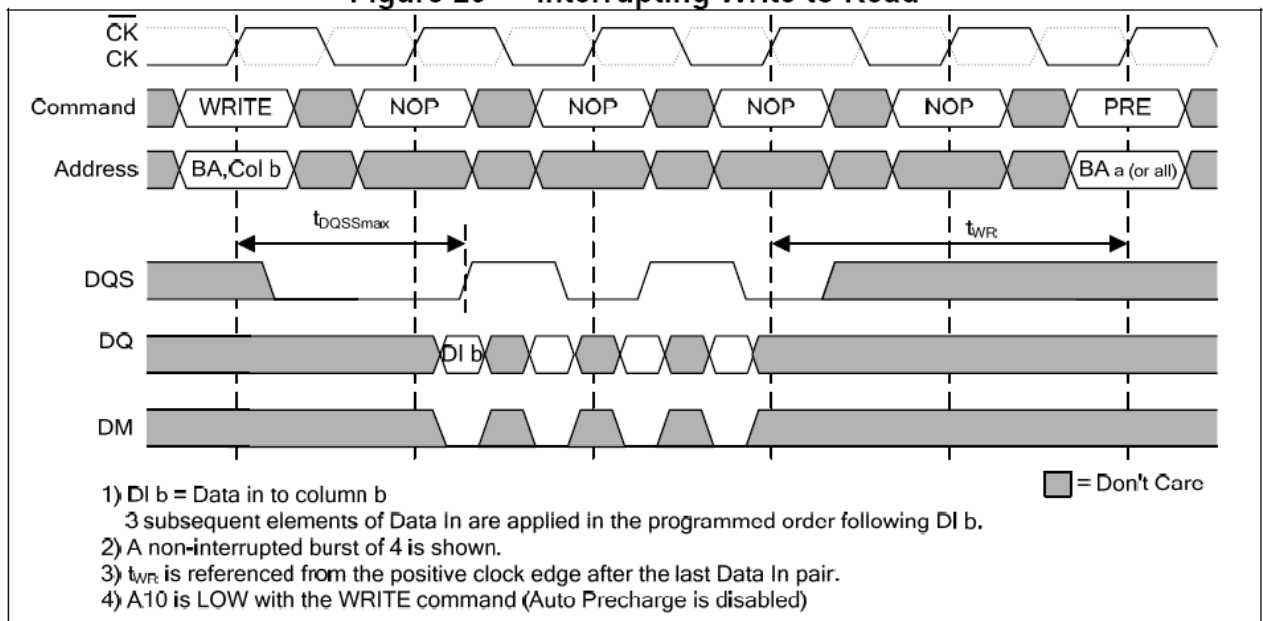 CK
CK
Command WRITE NOP NOP NOP NOP PRE
Address BA,Col b BA a (or all)
tDQSSmax tWR
DQS
DQ DI b
DM
= Don't Care
1) DI b = Data in to column b
3 subsequent elements of Data In are applied in the programmed order following DI b.
2) A non-interrupted burst of 4 is shown.
3) tWR is referenced from the positive clock edge after the last Data In pair.
4) A10 is LOW with the WRITE command (Auto Precharge is disabled)